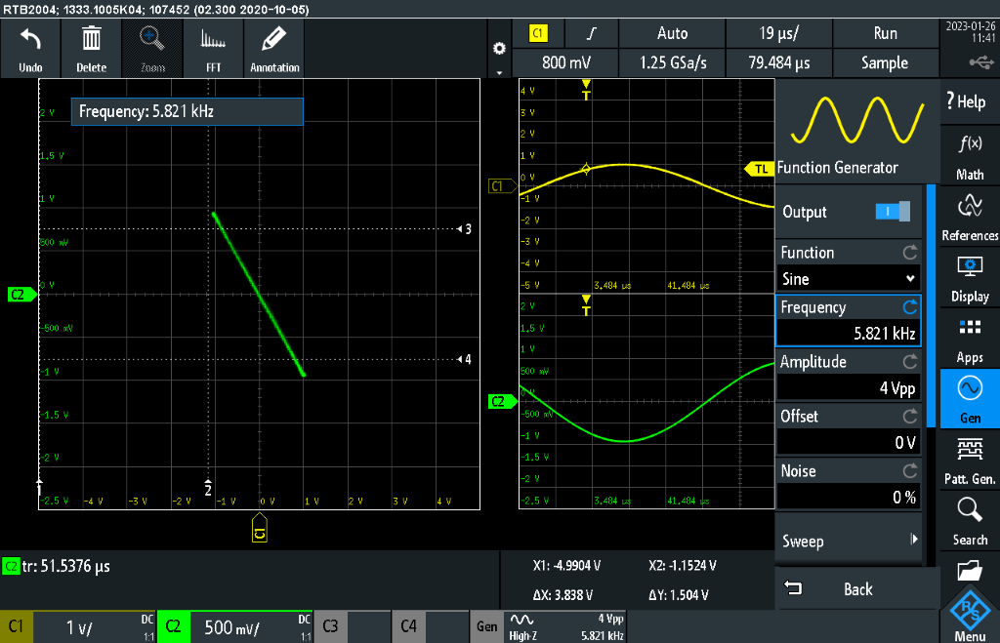 RTB2004; 1333.1005K04; 107452 (02.300 2020-10-05)
Undo
Delete
Zoom
FFT
Annotation
C1
Auto
19 µs/
Run
800 mV
1.25 GSa/s
79.484 µs
Sample
2023-01-26
11:41
Frequency: 5.821 kHz
2 V
1.5 V
1 V
500 mV
0 V
-500 mV
-1 V
-1.5 V
-2 V
-2.5 V
-4 V
-3 V
-2 V
-1 V
0 V
1 V
2 V
3 V
4 V
3
4
1
2
C2
C1
T
4 V
3 V
2 V
1 V
0 V
-1 V
-2 V
-3 V
-4 V
-5 V
C1
TL
3.484 µs
41.484 µs
T
2 V
1.5 V
1 V
500 mV
0 V
-500 mV
-1 V
-1.5 V
-2 V
-2.5 V
C2
3.484 µs
41.484 µs
Function Generator
Output
Function
Sine
Frequency
5.821 kHz
Amplitude
4 Vpp
Offset
0 V
Noise
0 %
Sweep
Back
? Help
f(x)
Math
References
Display
Apps
Gen
Patt. Gen.
Search
R&S
Menu
C2 tr: 51.5376 µs
X1: -4.9904 V
X2: -1.1524 V
ΔX: 3.838 V
ΔY: 1.504 V
C1
1 V/
DC
1:1
C2
500 mV/
DC
1:1
C3
C4
Gen
4 Vpp
High-Z
5.821 kHz